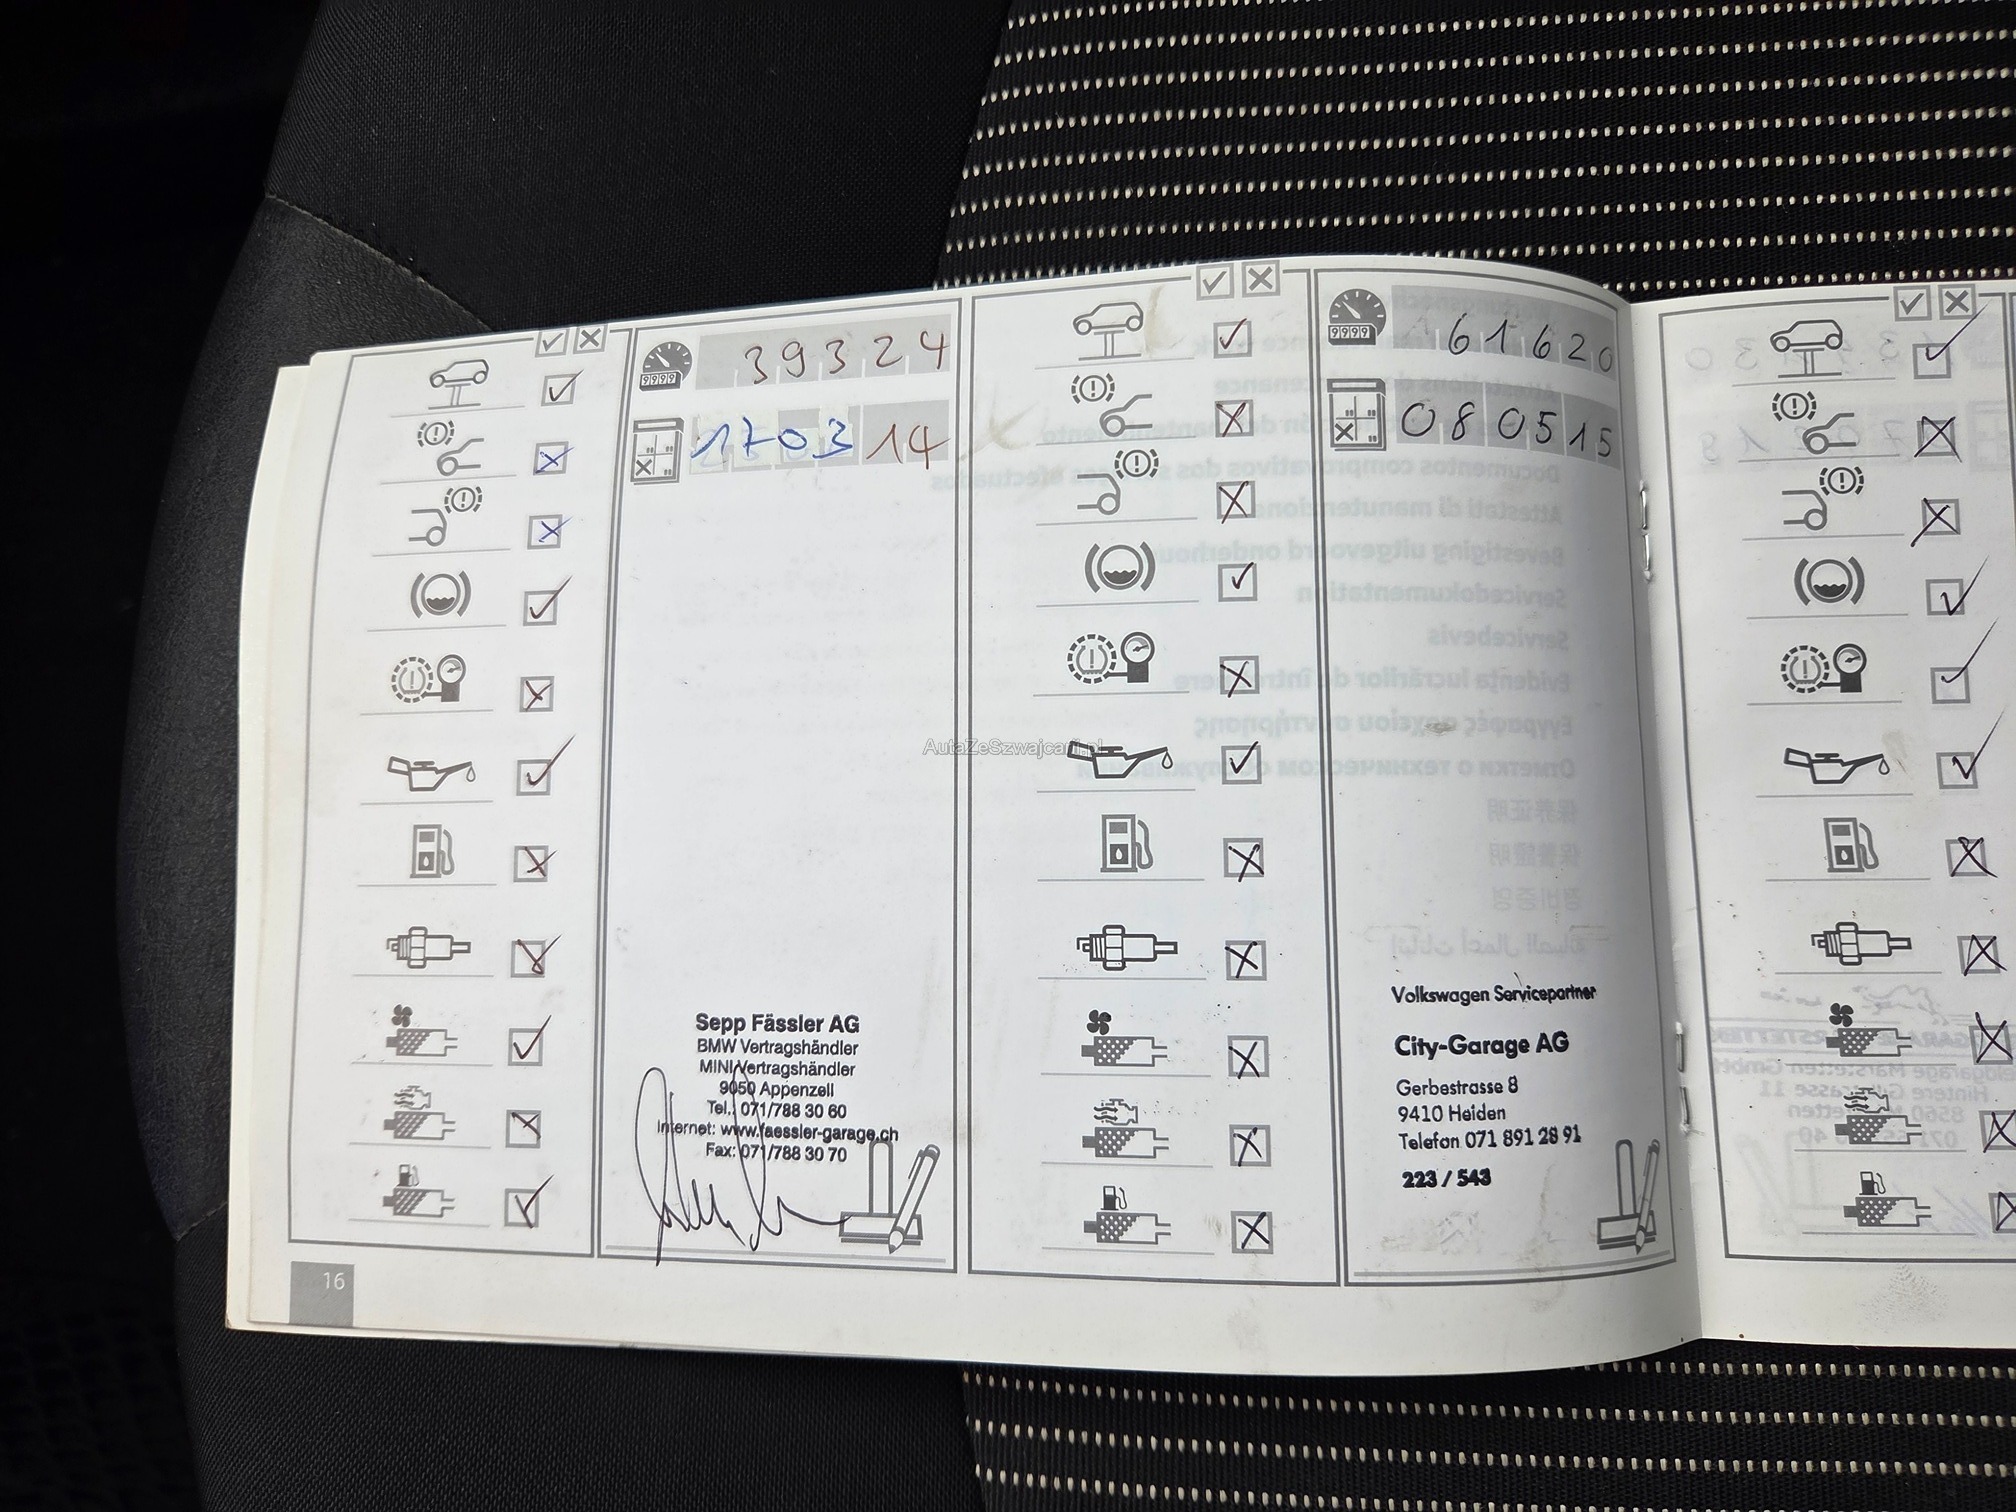 39324
170314
Sepp Fässler AG
BMW Vertragshändler
MINI Vertragshändler
9050 Appenzell
Tel.: 071/788 30 60
Internet: www.faessler-garage.ch
Fax: 071/788 30 70
16
61620
080515
Volkswagen Servicepartner
City-Garage AG
Gerbestrasse 8
9410 Heiden
Telefon 071 891 28 91
223 / 543
9999
9999
AutaZeSzwajcarii.pl